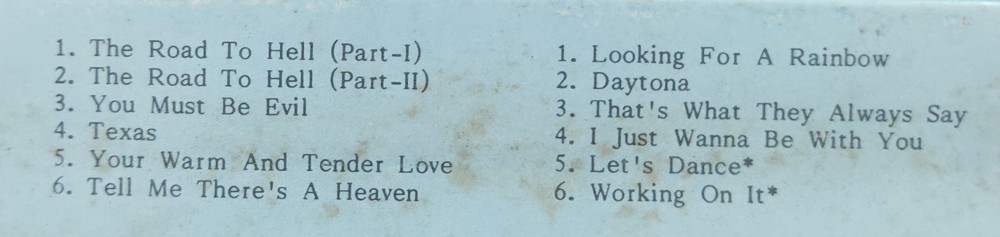 1. The Road To Hell (Part-I)
2. The Road To Hell (Part-II)
3. You Must Be Evil
4. Texas
5. Your Warm And Tender Love
6. Tell Me There's A Heaven
1. Looking For A Rainbow
2. Daytona
3. That's What They Always Say
4. I Just Wanna Be With You
5. Let's Dance*
6. Working On It*